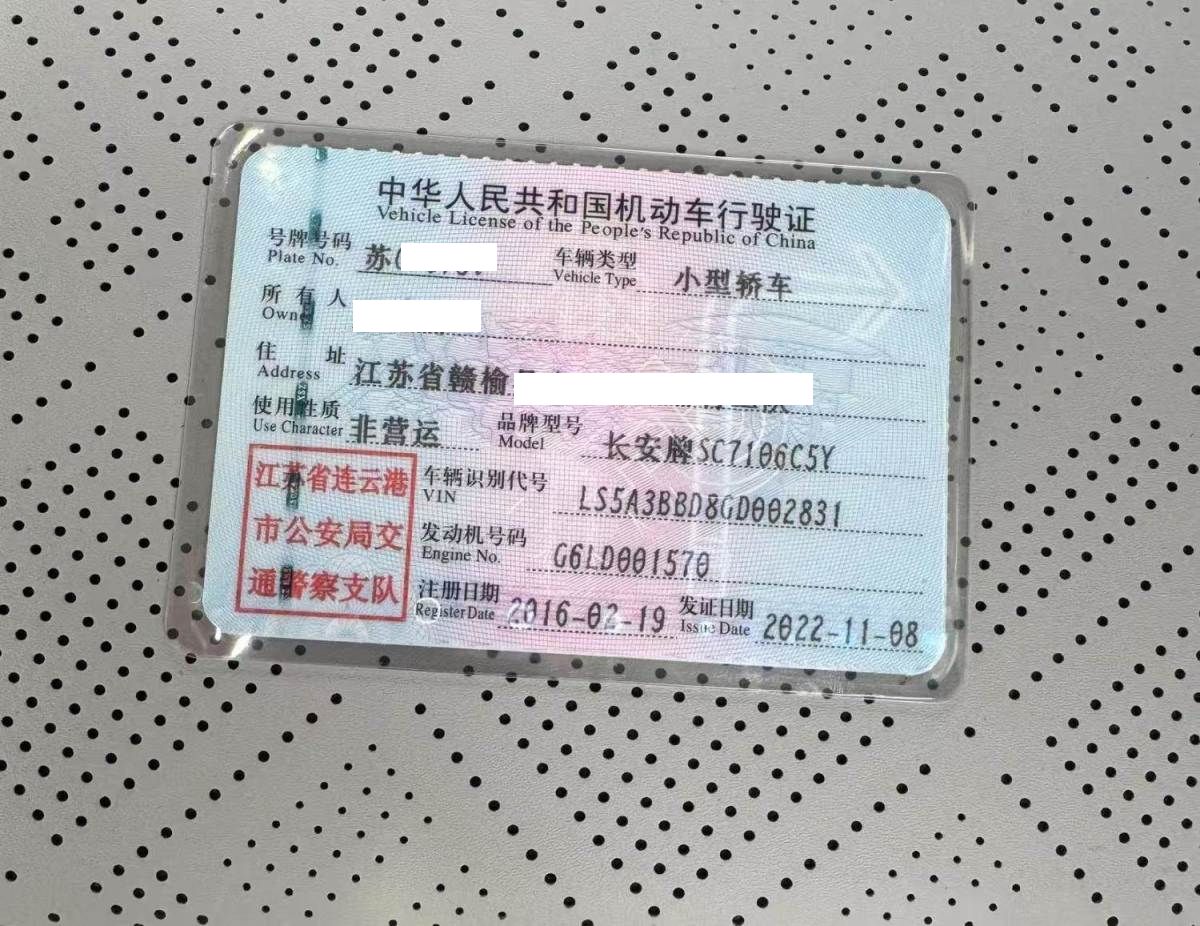 中华人民共和国机动车行驶证
Vehicle License of the People's Republic of China
号牌号码 苏 车辆类型 小型轿车
Plate No. Vehicle Type
所有人
Owner
住址 江苏省赣榆
Address
使用性质 非营运 品牌型号 长安牌SC7106C5Y
Use Character Model
江苏省连云港 车辆识别代号 LS5A3BBD8GD002831
VIN
市公安局交 发动机号码 G6LD001570
Engine No.
通警察支队 注册日期 2016-02-19 发证日期 2022-11-08
Register Date Issue Date